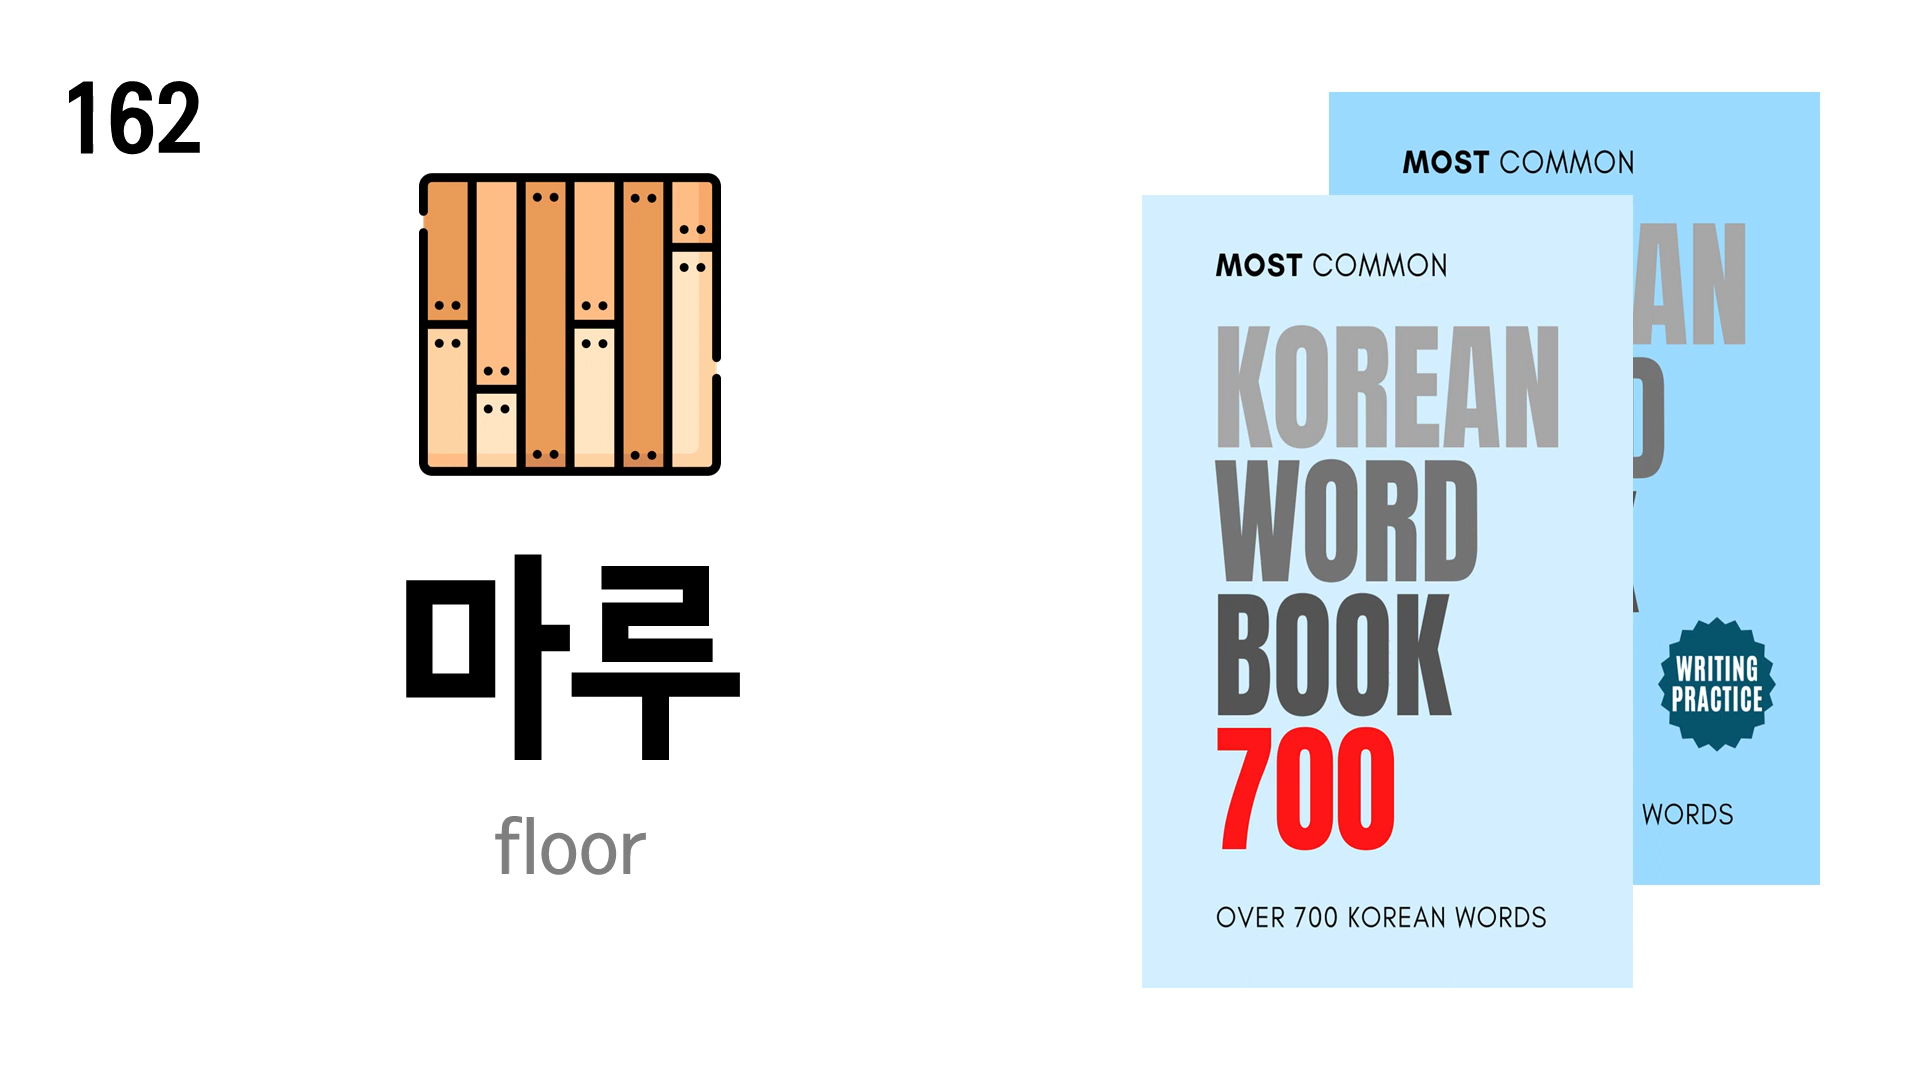 162
마루
floor
MOST COMMON
KOREAN
WORD
BOOK
700
OVER 700 KOREAN WORDS
MOST COMMON
AN
WRITING
PRACTICE
WORDS